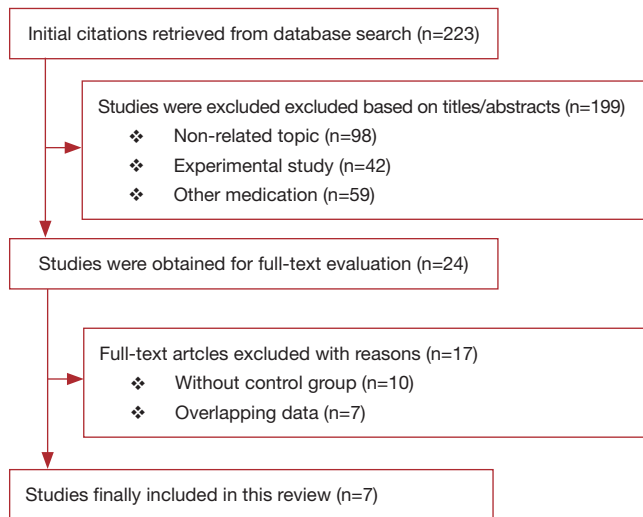 Initial citations retrieved from database search (n=223)
Studies were excluded excluded based on titles/abstracts (n=199)
❖ Non-related topic (n=98)
❖ Experimental study (n=42)
❖ Other medication (n=59)
Studies were obtained for full-text evaluation (n=24)
Full-text artcles excluded with reasons (n=17)
❖ Without control group (n=10)
❖ Overlapping data (n=7)
Studies finally included in this review (n=7)